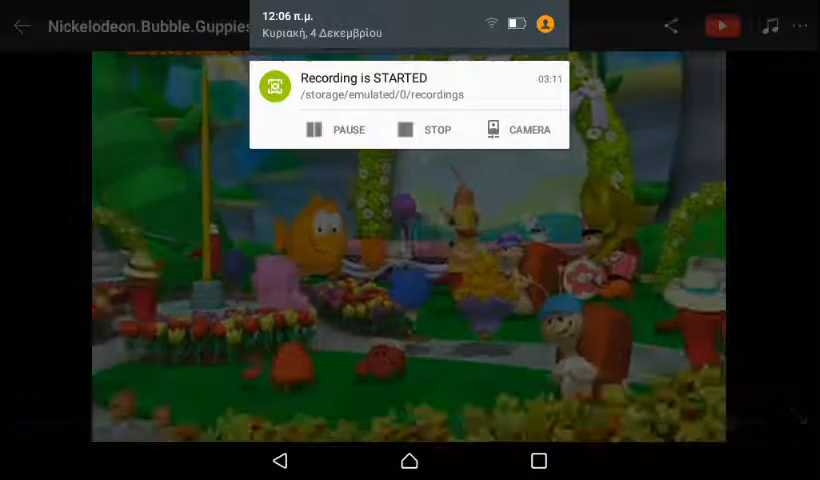 12:06 π.μ.
Κυριακή, 4 Δεκεμβρίου
Nickelodeon.Bubble.Guppies
Recording is STARTED
03:11
/storage/emulated/0/recordings
PAUSE
STOP
CAMERA